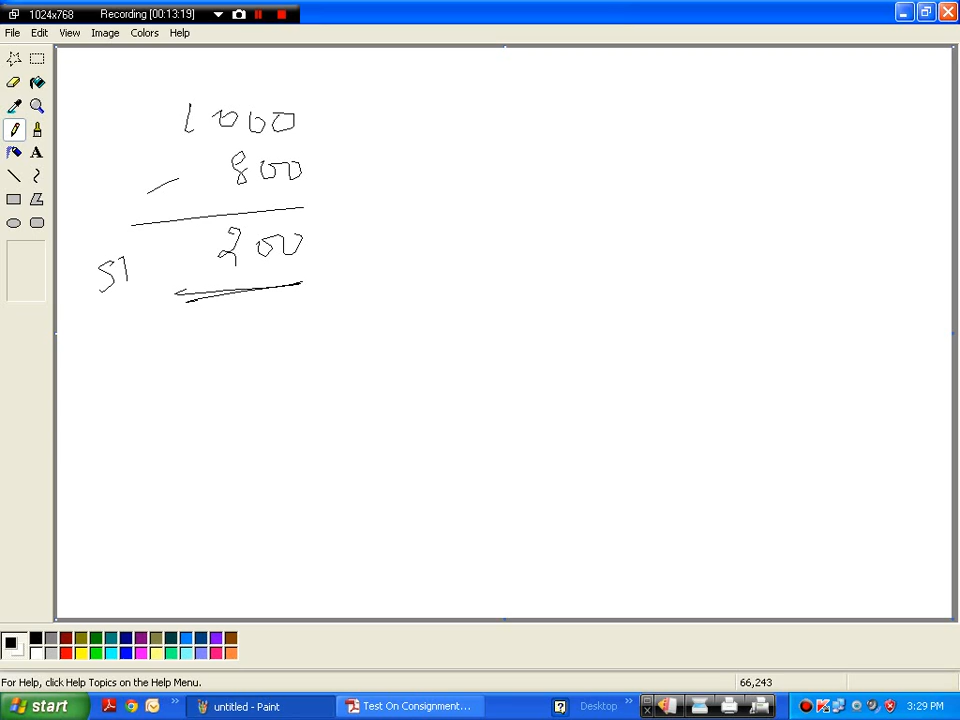 1024x768 Recording [00:13:19]
File Edit View Image Colors Help
1000
- 800
200
For Help, click Help Topics on the Help Menu. 66,243
start untitled - Paint Test On Consignment... Desktop 3:29 PM